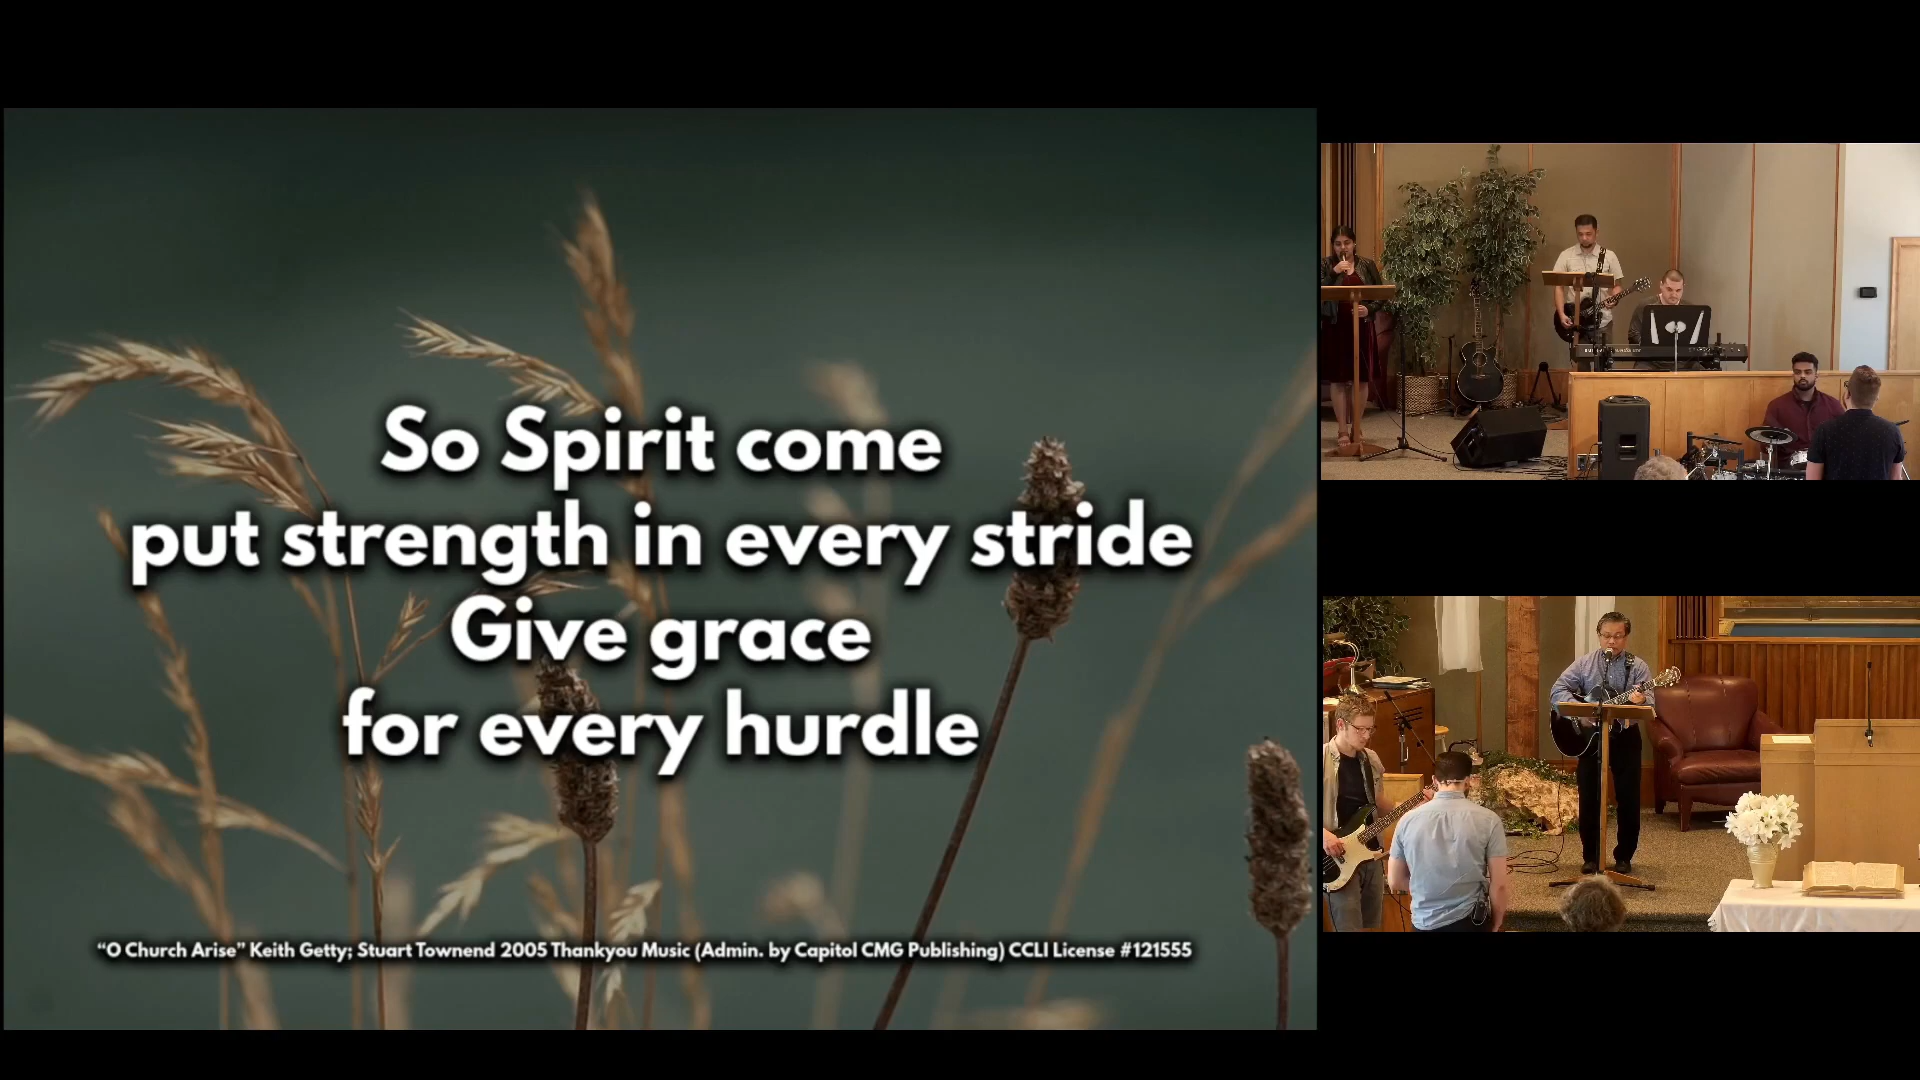 So Spirit come
put strength in every stride
Give grace
for every hurdle
“O Church Arise” Keith Getty; Stuart Townend 2005 Thankyou Music (Admin. by Capitol CMG Publishing) CCLI License #121555